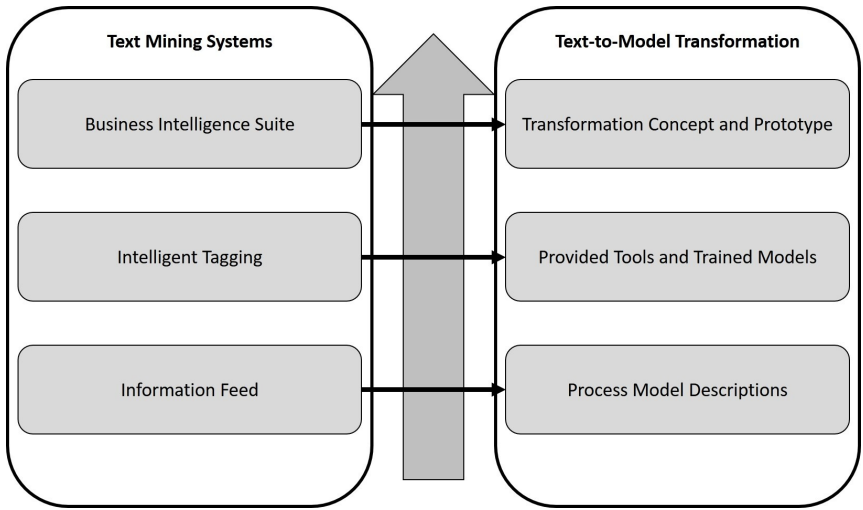 Text Mining Systems
Business Intelligence Suite
Intelligent Tagging
Information Feed
Text-to-Model Transformation
Transformation Concept and Prototype
Provided Tools and Trained Models
Process Model Descriptions